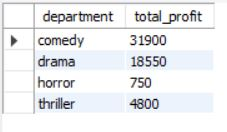 department total_profit
comedy 31900
drama 18550
horror 750
thriller 4800